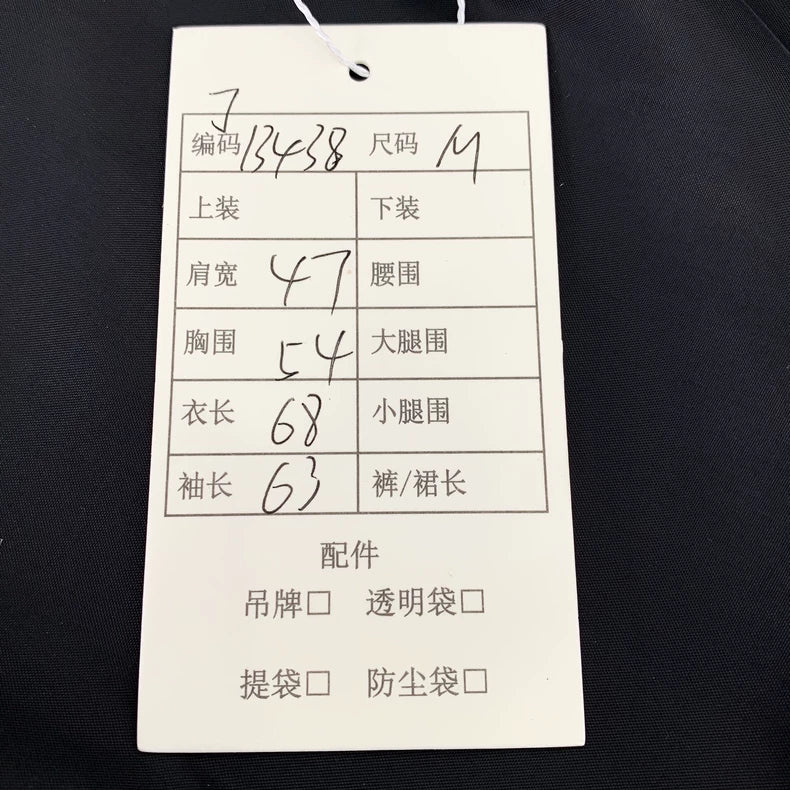 J
编码 13438 尺码 M
上装 下装
肩宽 47 腰围
胸围 54 大腿围
衣长 68 小腿围
袖长 63 裤/裙长
配件
吊牌□ 透明袋□
提袋□ 防尘袋□